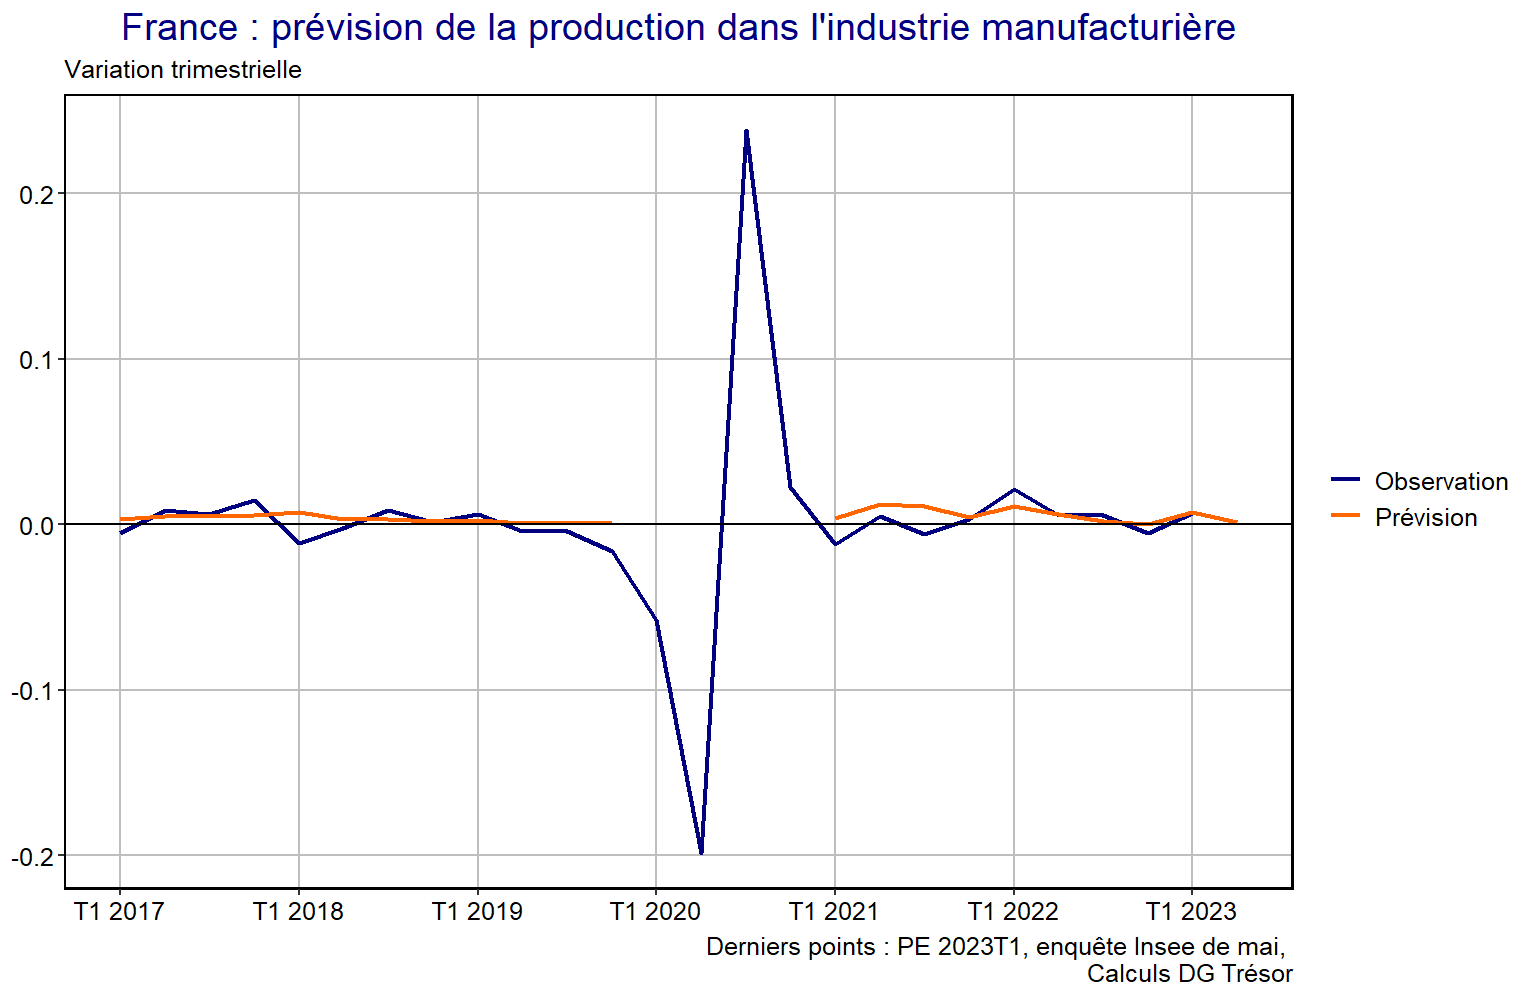 France : prévision de la production dans l'industrie manufacturière
Variation trimestrielle
0.2
0.1
0.0
-0.1
-0.2
T1 2017
T1 2018
T1 2019
T1 2020
T1 2021
T1 2022
T1 2023
Observation
Prévision
Derniers points : PE 2023T1, enquête Insee de mai,
Calculs DG Trésor